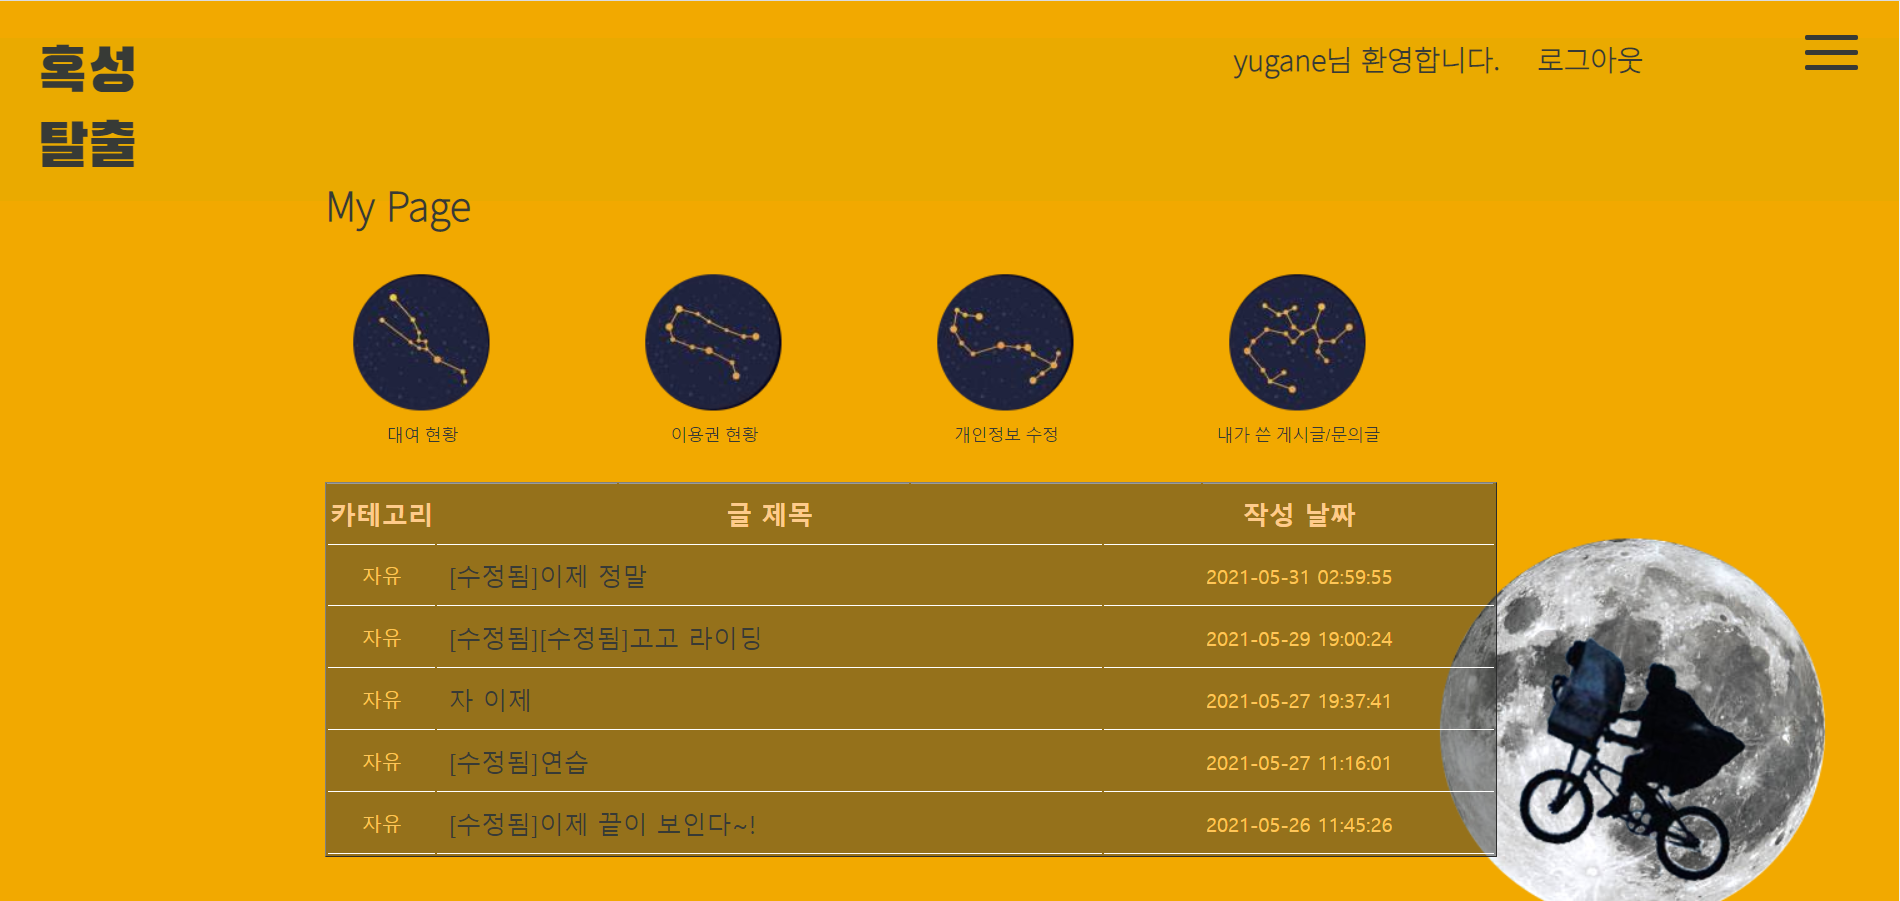 혹성
탈출
yugane님 환영합니다. 로그아웃
My Page
대여 현황 이용권 현황 개인정보 수정 내가 쓴 게시글/문의글
카테고리 글 제목 작성 날짜
자유 [수정됨]이제 정말 2021-05-31 02:59:55
자유 [수정됨][수정됨]고고 라이딩 2021-05-29 19:00:24
자유 자 이제 2021-05-27 19:37:41
자유 [수정됨]연습 2021-05-27 11:16:01
자유 [수정됨]이제 끝이 보인다~! 2021-05-26 11:45:26